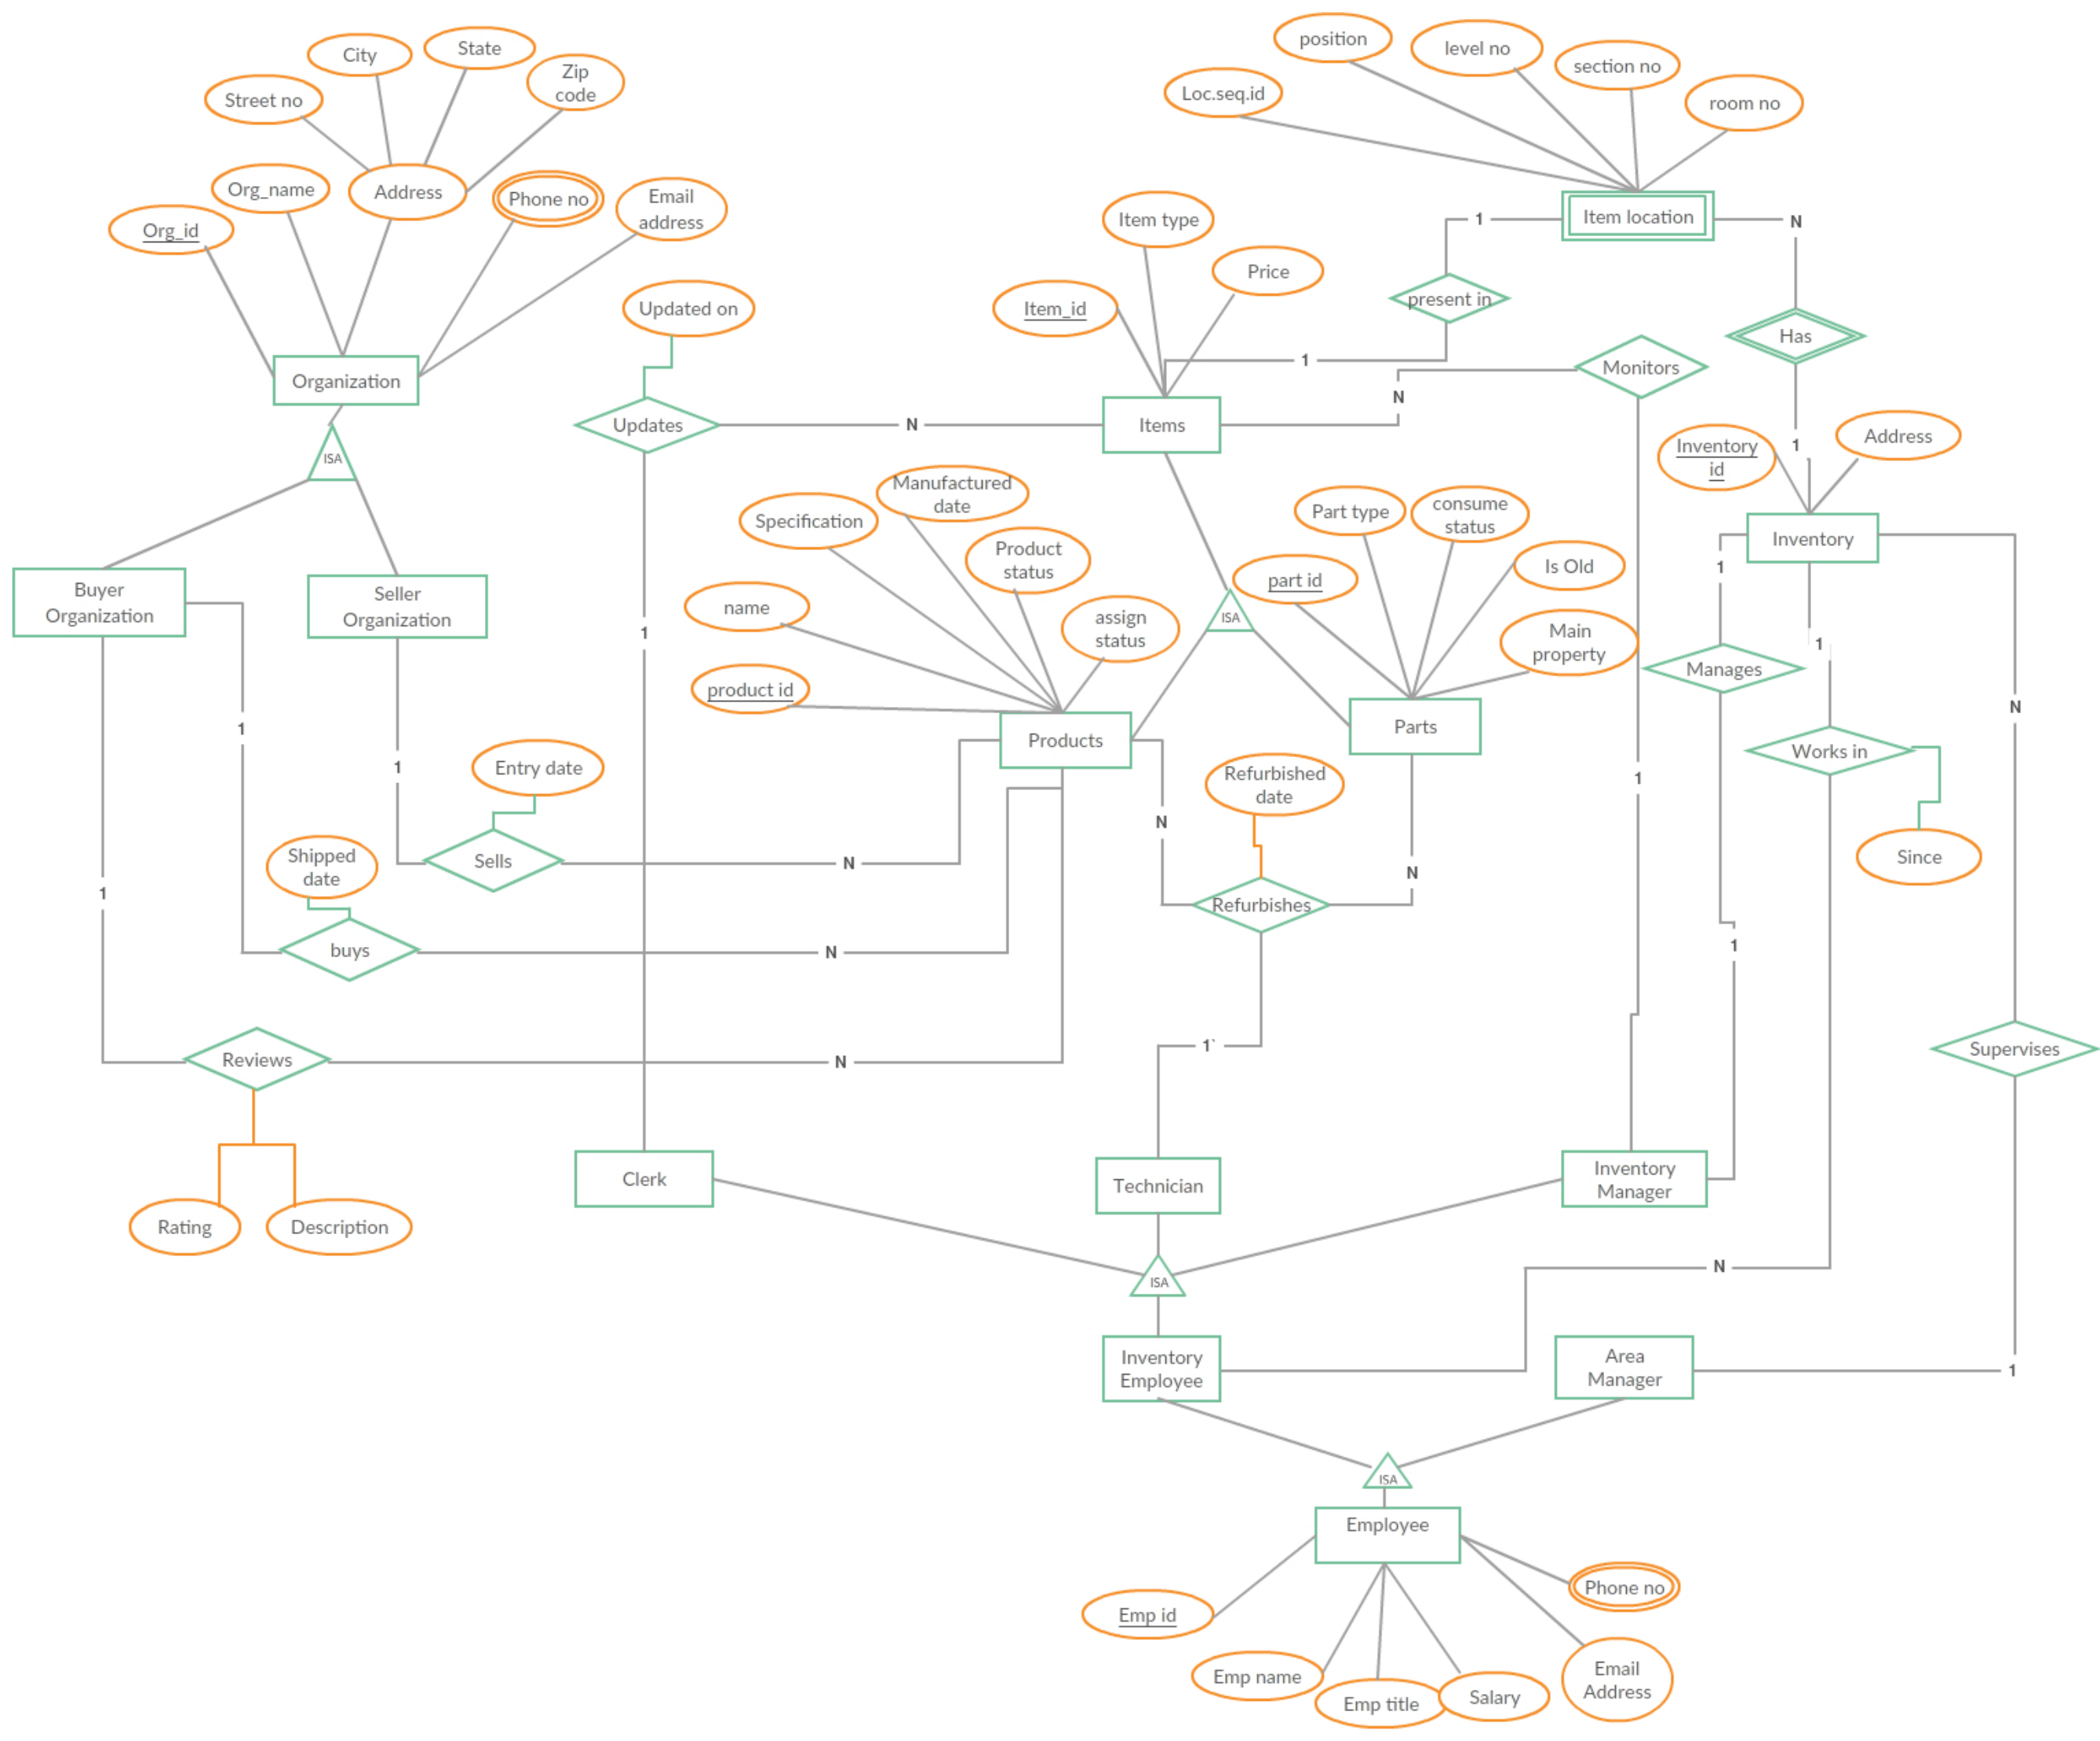 position
level no
section no
room no
Loc.seq.id
City
State
Zip
code
Street no
Org_name
Address
Phone no
Email
address
Org_id
Item type
Price
Item_id
Updated on
1
Item location
N
present in
Has
1
Monitors
N
1
Organization
ISA
Updates
N
Items
Inventory
id
Address
Inventory
Specification
Manufactured
date
Product
status
assign
status
name
product id
Part type
consume
status
Is Old
part id
Main
property
ISA
Buyer
Organization
Seller
Organization
1
1
1
N
Manages
Works in
Since
1
1
Products
Parts
Entry date
Refurbished
date
N
N
1
Shipped
date
Sells
N
Refurbishes
1
1
buys
N
Reviews
N
1`
Supervises
Rating
Description
Clerk
Technician
Inventory
Manager
ISA
N
Inventory
Employee
Area
Manager
1
ISA
Employee
Emp id
Emp name
Emp title
Salary
Email
Address
Phone no